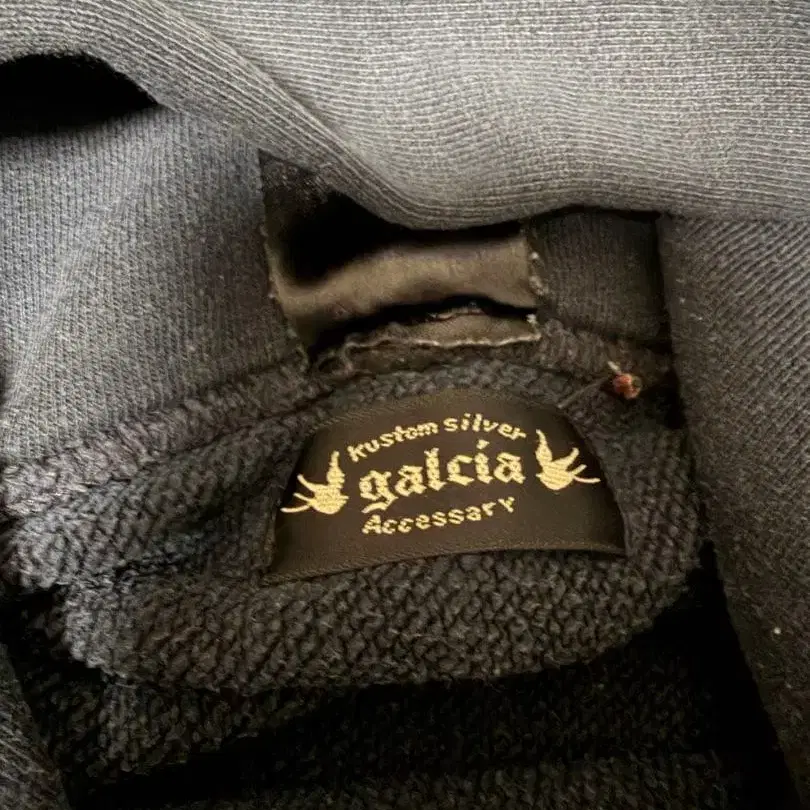 kustom silver
galcia
Accessary